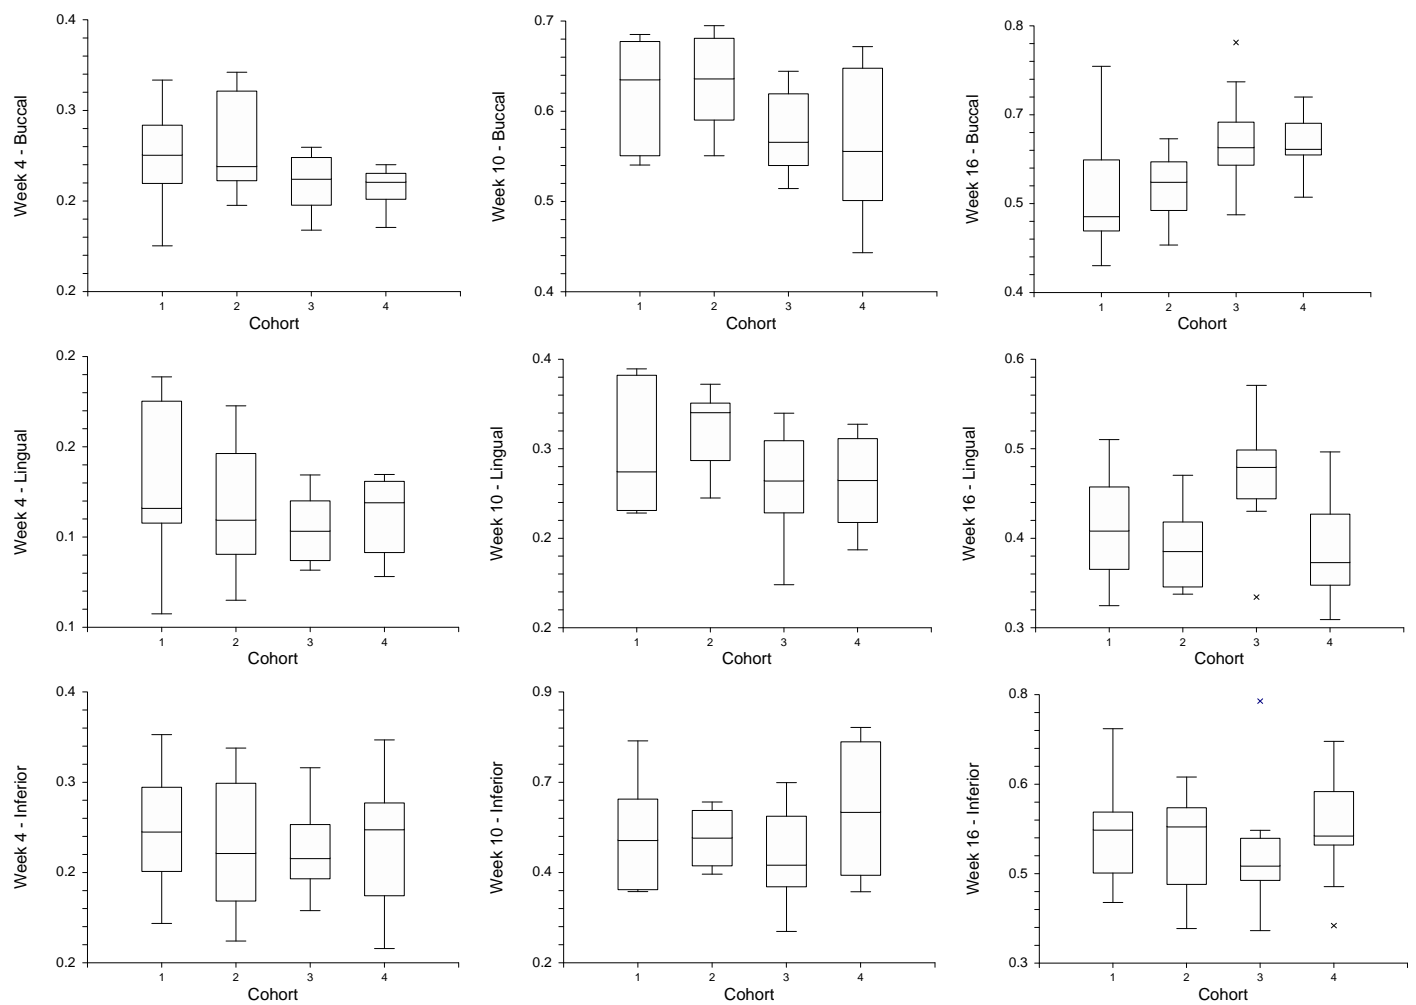 Week 4 - Buccal
0.4
0.3
0.2
0.2
1 2 3 4
Cohort
Week 10 - Buccal
0.7
0.6
0.5
0.4
1 2 3 4
Cohort
Week 16 - Buccal
0.8
0.7
0.5
0.4
1 2 3 4
Cohort
Week 4 - Lingual
0.2
0.2
0.1
0.1
1 2 3 4
Cohort
Week 10 - Lingual
0.4
0.3
0.2
0.2
1 2 3 4
Cohort
Week 16 - Lingual
0.6
0.5
0.4
0.3
1 2 3 4
Cohort
Week 4 - Inferior
0.4
0.3
0.2
0.2
1 2 3 4
Cohort
Week 10 - Inferior
0.9
0.7
0.4
0.2
1 2 3 4
Cohort
Week 16 - Inferior
0.8
0.6
0.5
0.3
1 2 3 4
Cohort